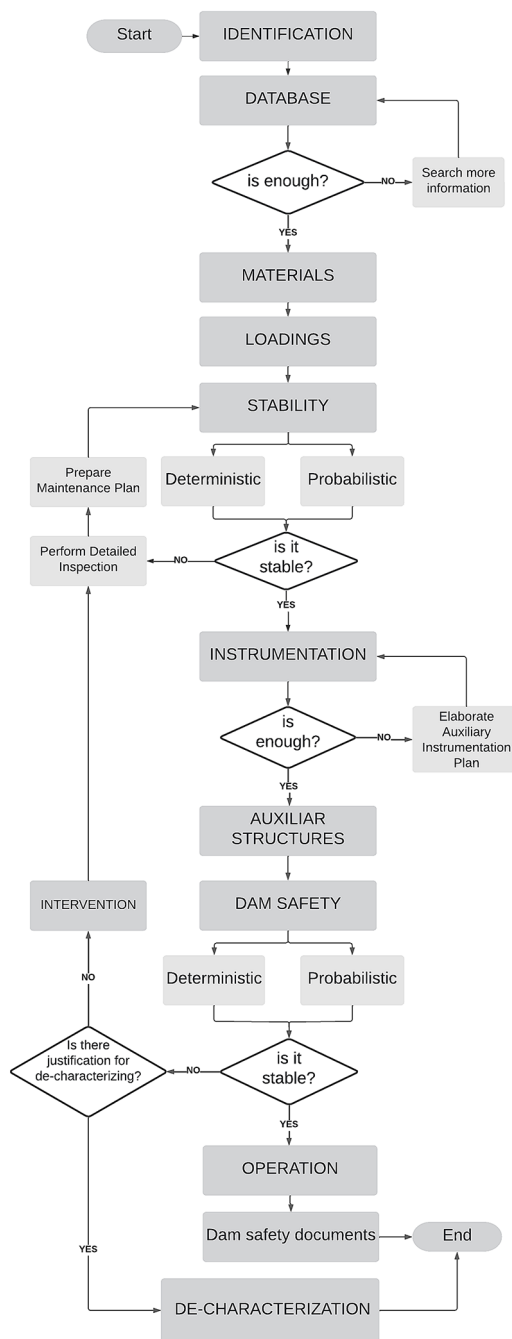 Start
IDENTIFICATION
DATABASE
is enough?
NO
Search more
information
YES
MATERIALS
LOADINGS
STABILITY
Prepare
Maintenance Plan
Deterministic
Probabilistic
Perform Detailed
Inspection
NO
is it
stable?
YES
INSTRUMENTATION
is
enough?
NO
Elaborate
Auxiliary
Instrumentation
Plan
YES
AUXILIAR
STRUCTURES
INTERVENTION
DAM SAFETY
NO
Deterministic
Probabilistic
Is there
justification for
de-characterizing?
NO
is it
stable?
YES
OPERATION
Dam safety documents
End
YES
DE-CHARACTERIZATION